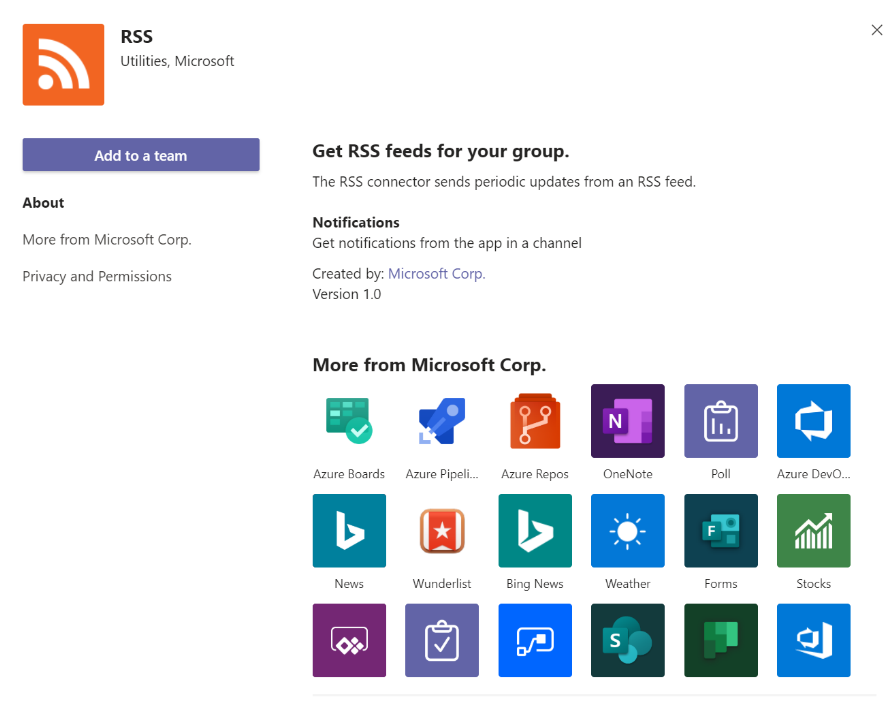 RSS
Utilities, Microsoft
Add to a team
About
More from Microsoft Corp.
Privacy and Permissions
Get RSS feeds for your group.
The RSS connector sends periodic updates from an RSS feed.
Notifications
Get notifications from the app in a channel
Created by: Microsoft Corp.
Version 1.0
More from Microsoft Corp.
N
Azure Boards Azure Pipeli... Azure Repos OneNote Poll Azure DevO...
F
News Wunderlist Bing News Weather Forms Stocks
S